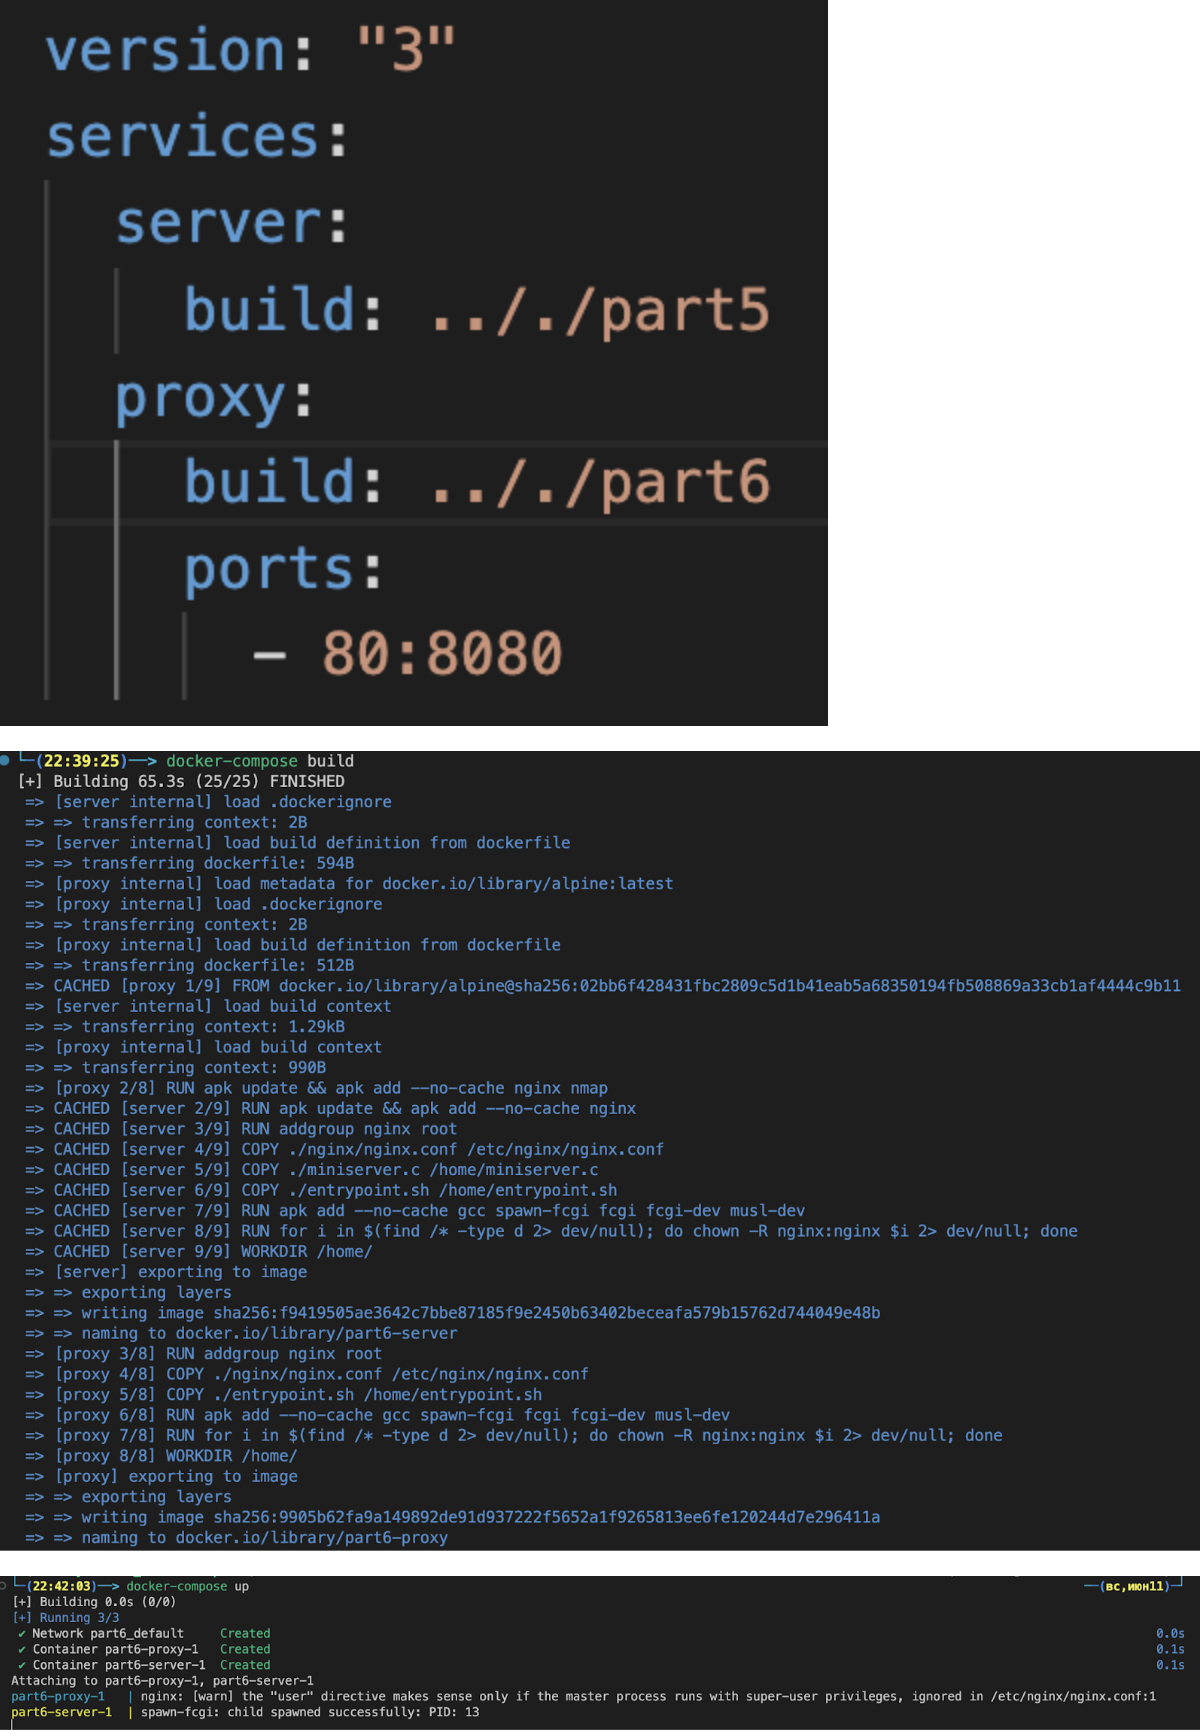 version: "3"
services:
server:
build: .././part5
proxy:
build: .././part6
ports:
– 80:8080
└─(22:39:25)──> docker-compose build
[+] Building 65.3s (25/25) FINISHED
=> [server internal] load .dockerignore
=> => transferring context: 2B
=> [server internal] load build definition from dockerfile
=> => transferring dockerfile: 594B
=> [proxy internal] load metadata for docker.io/library/alpine:latest
=> [proxy internal] load .dockerignore
=> => transferring context: 2B
=> [proxy internal] load build definition from dockerfile
=> => transferring dockerfile: 512B
=> CACHED [proxy 1/9] FROM docker.io/library/alpine@sha256:02bb6f428431fbc2809c5d1b41eab5a68350194fb508869a33cb1af4444c9b11
=> [server internal] load build context
=> => transferring context: 1.29kB
=> [proxy internal] load build context
=> => transferring context: 990B
=> [proxy 2/8] RUN apk update && apk add --no-cache nginx nmap
=> CACHED [server 2/9] RUN apk update && apk add --no-cache nginx
=> CACHED [server 3/9] RUN addgroup nginx root
=> CACHED [server 4/9] COPY ./nginx/nginx.conf /etc/nginx/nginx.conf
=> CACHED [server 5/9] COPY ./miniserver.c /home/miniserver.c
=> CACHED [server 6/9] COPY ./entrypoint.sh /home/entrypoint.sh
=> CACHED [server 7/9] RUN apk add --no-cache gcc spawn-fcgi fcgi fcgi-dev musl-dev
=> CACHED [server 8/9] RUN for i in $(find /* -type d 2> dev/null); do chown -R nginx:nginx $i 2> dev/null; done
=> CACHED [server 9/9] WORKDIR /home/
=> [server] exporting to image
=> => exporting layers
=> => writing image sha256:f9419505ae3642c7bbe87185f9e2450b63402beceafa579b15762d744049e48b
=> => naming to docker.io/library/part6-server
=> [proxy 3/8] RUN addgroup nginx root
=> [proxy 4/8] COPY ./nginx/nginx.conf /etc/nginx/nginx.conf
=> [proxy 5/8] COPY ./entrypoint.sh /home/entrypoint.sh
=> [proxy 6/8] RUN apk add --no-cache gcc spawn-fcgi fcgi fcgi-dev musl-dev
=> [proxy 7/8] RUN for i in $(find /* -type d 2> dev/null); do chown -R nginx:nginx $i 2> dev/null; done
=> [proxy 8/8] WORKDIR /home/
=> [proxy] exporting to image
=> => exporting layers
=> => writing image sha256:9905b62fa9a149892de91d937222f5652a1f9265813ee6fe120244d7e296411a
=> => naming to docker.io/library/part6-proxy
└─(22:42:03)──> docker-compose up ──(вс,июн11)─┘
[+] Building 0.0s (0/0)
[+] Running 3/3
✔ Network part6_default Created 0.0s
✔ Container part6-proxy-1 Created 0.1s
✔ Container part6-server-1 Created 0.1s
Attaching to part6-proxy-1, part6-server-1
part6-proxy-1 | nginx: [warn] the "user" directive makes sense only if the master process runs with super-user privileges, ignored in /etc/nginx/nginx.conf:1
part6-server-1 | spawn-fcgi: child spawned successfully: PID: 13